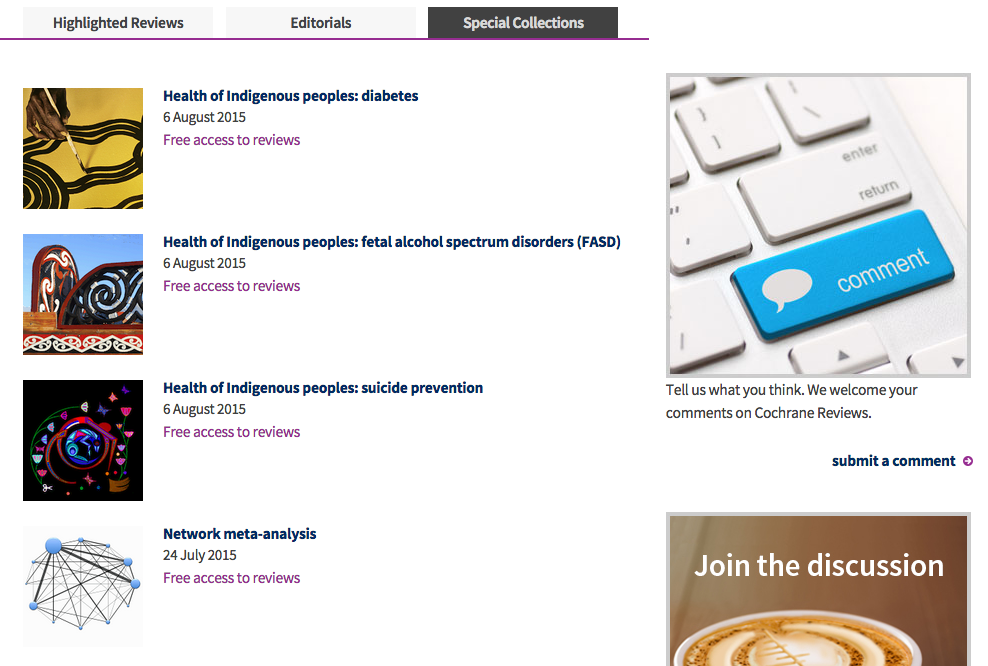 Highlighted Reviews
Editorials
Special Collections
Health of Indigenous peoples: diabetes
6 August 2015
Free access to reviews
Health of Indigenous peoples: fetal alcohol spectrum disorders (FASD)
6 August 2015
Free access to reviews
Health of Indigenous peoples: suicide prevention
6 August 2015
Free access to reviews
Network meta-analysis
24 July 2015
Free access to reviews
enter
return
comment
Tell us what you think. We welcome your
comments on Cochrane Reviews.
submit a comment
Join the discussion